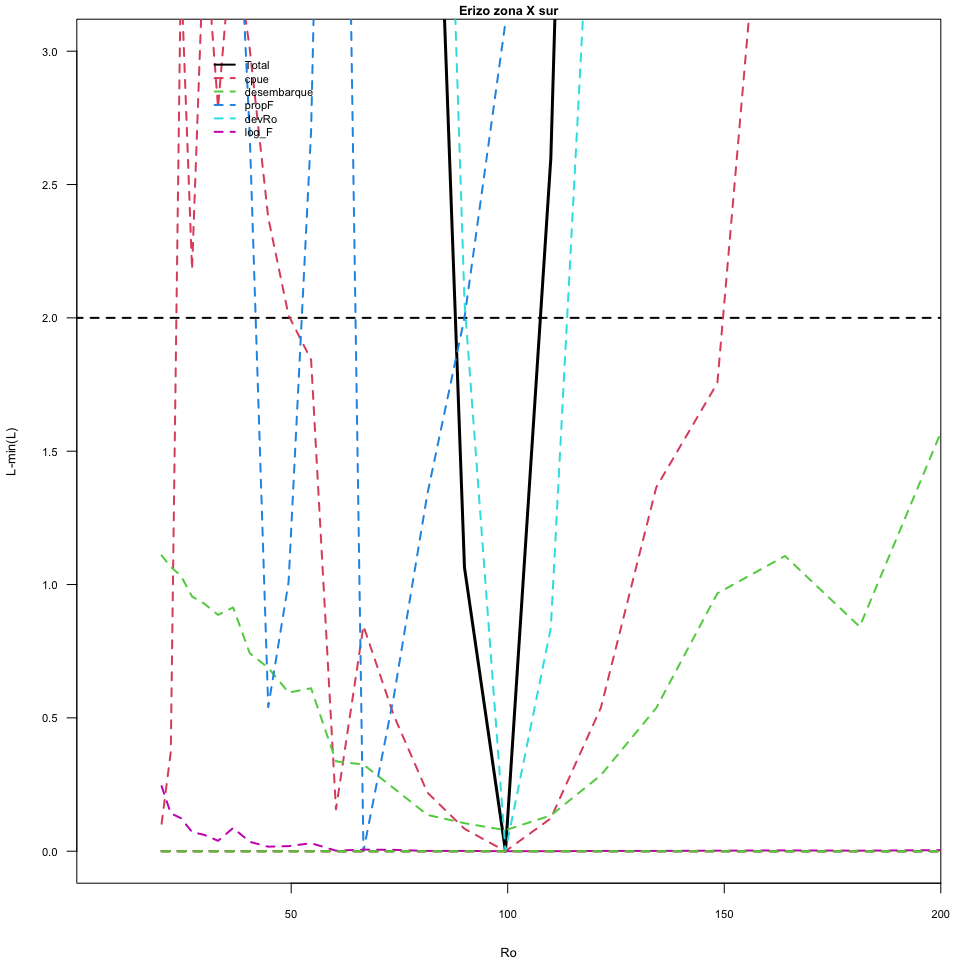 Erizo zona X sur
Total
cpue
desembarque
propF
devRo
log_F
3.0
2.5
2.0
1.5
1.0
0.5
0.0
L-min(L)
50
100
150
200
Ro